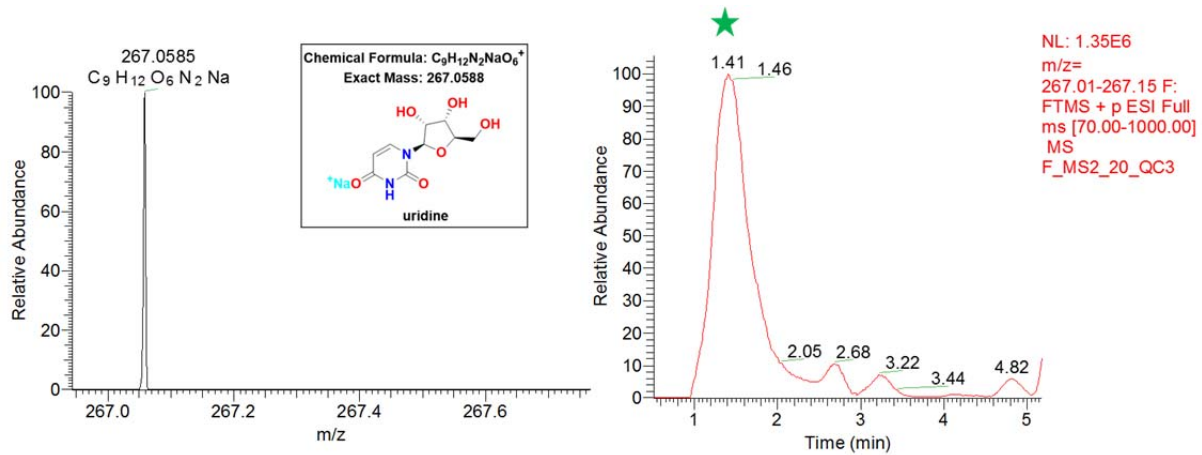 267.0585
C₉ H₁₂ O₆ N₂ Na
100
80
60
40
20
0
Relative Abundance
267.0
267.2
267.4
267.6
m/z
Chemical Formula: C₉H₁₂N₂NaO₆⁺
Exact Mass: 267.0588
HO
OH
OH
O
N
⁺Na
O
N
H
O
uridine
1.41
1.46
100
90
80
70
60
50
40
30
20
10
0
Relative Abundance
2.05
2.68
3.22
3.44
4.82
1
2
3
4
5
Time (min)
NL: 1.35E6
m/z=
267.01-267.15 F:
FTMS + p ESI Full
ms [70.00-1000.00]
MS
F_MS2_20_QC3